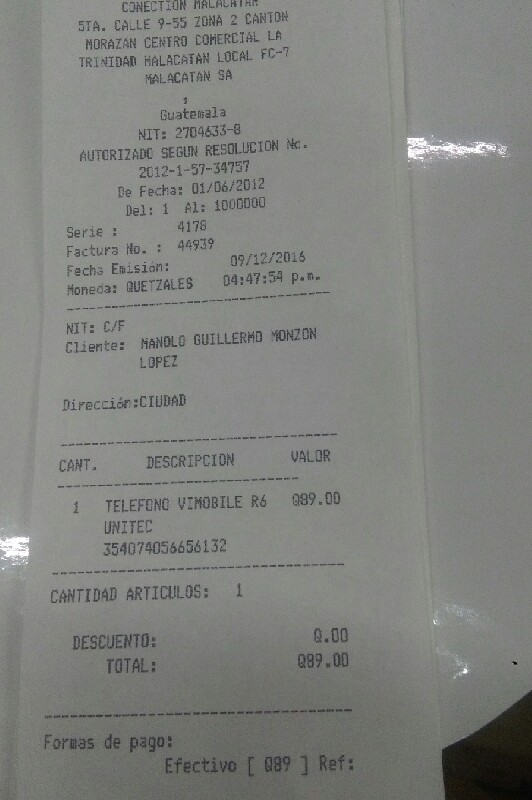 CONECTION MALACATAN
5TA. CALLE 9-55 ZONA 2 CANTON
MORAZAN CENTRO COMERCIAL LA
TRINIDAD MALACATAN LOCAL FC-7
MALACATAN SA
,
Guatemala
NIT: 2704633-8
AUTORIZADO SEGUN RESOLUCION No.
2012-1-57-34757
De Fecha: 01/06/2012
Del: 1 Al: 1000000
Serie : 4178
Factura No. : 44939
Fecha Emisión: 09/12/2016
Moneda: QUETZALES 04:47:54 p.m.
NIT: C/F
Cliente: MANOLO GUILLERMO MONZON
LOPEZ
Dirección:CIUDAD
CANT. DESCRIPCION VALOR
1 TELEFONO VIMOBILE R6 Q89.00
UNITEC
354074056656132
CANTIDAD ARTICULOS: 1
DESCUENTO: Q.00
TOTAL: Q89.00
Formas de pago:
Efectivo [ Q89 ] Ref: